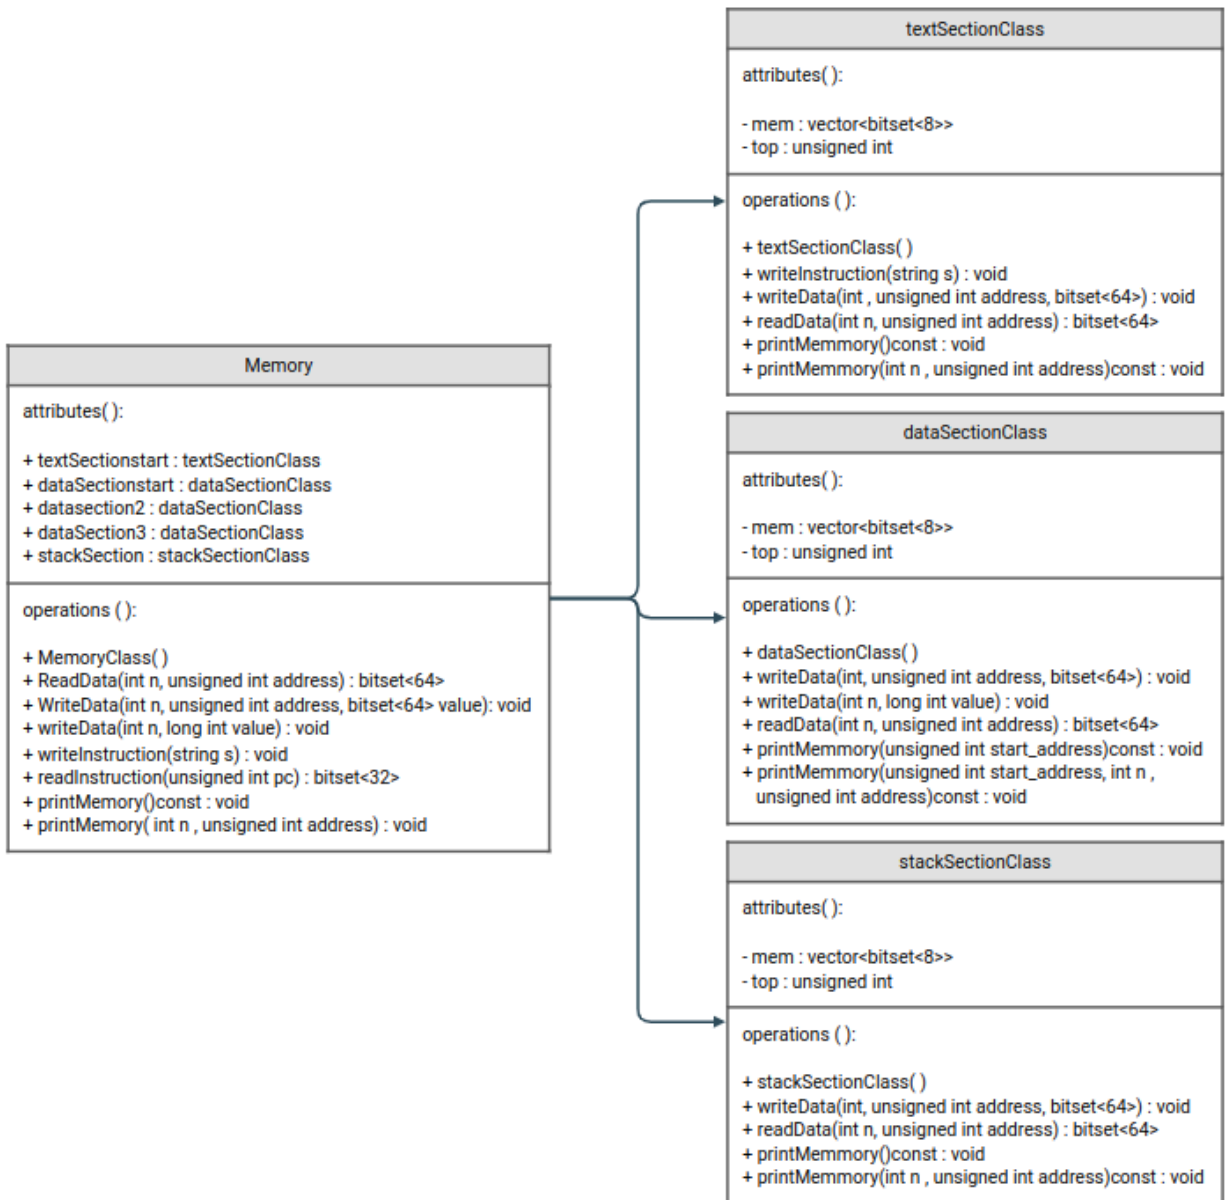 Memory
attributes( ):
+ textSectionstart : textSectionClass
+ dataSectionstart : dataSectionClass
+ datasection2 : dataSectionClass
+ dataSection3 : dataSectionClass
+ stackSection : stackSectionClass
operations ( ):
+ MemoryClass( )
+ ReadData(int n, unsigned int address) : bitset<64>
+ WriteData(int n, unsigned int address, bitset<64> value): void
+ writeData(int n, long int value) : void
+ writeInstruction(string s) : void
+ readInstruction(unsigned int pc) : bitset<32>
+ printMemory()const : void
+ printMemory( int n , unsigned int address) : void
textSectionClass
attributes( ):
- mem : vector<bitset<8>>
- top : unsigned int
operations ( ):
+ textSectionClass( )
+ writeInstruction(string s) : void
+ writeData(int , unsigned int address, bitset<64>) : void
+ readData(int n, unsigned int address) : bitset<64>
+ printMemmory()const : void
+ printMemmory(int n , unsigned int address)const : void
dataSectionClass
attributes( ):
- mem : vector<bitset<8>>
- top : unsigned int
operations ( ):
+ dataSectionClass( )
+ writeData(int, unsigned int address, bitset<64>) : void
+ writeData(int n, long int value) : void
+ readData(int n, unsigned int address) : bitset<64>
+ printMemmory(unsigned int start_address)const : void
+ printMemmory(unsigned int start_address, int n ,
unsigned int address)const : void
stackSectionClass
attributes( ):
- mem : vector<bitset<8>>
- top : unsigned int
operations ( ):
+ stackSectionClass( )
+ writeData(int, unsigned int address, bitset<64>) : void
+ readData(int n, unsigned int address) : bitset<64>
+ printMemmory()const : void
+ printMemmory(int n , unsigned int address)const : void